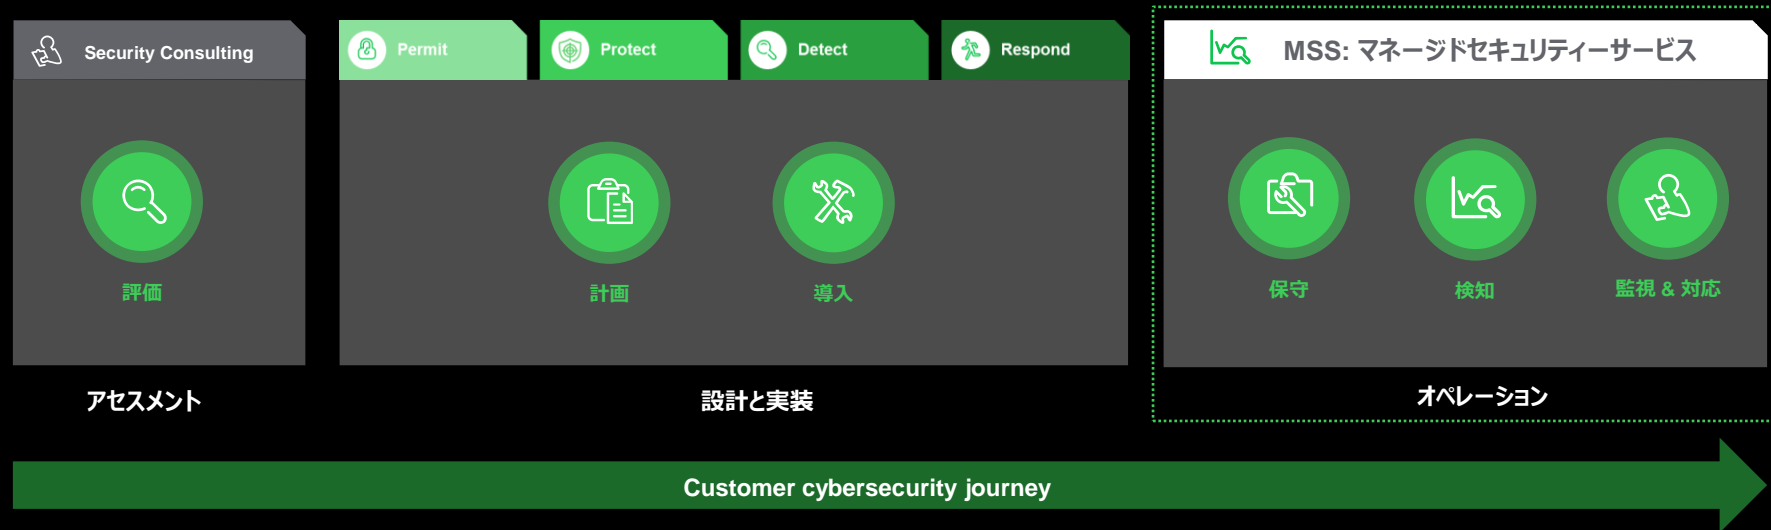 Security Consulting
評価
アセスメント
Permit
Protect
Detect
Respond
計画
導入
設計と実装
MSS: マネージドセキュリティーサービス
保守
検知
監視 & 対応
オペレーション
Customer cybersecurity journey